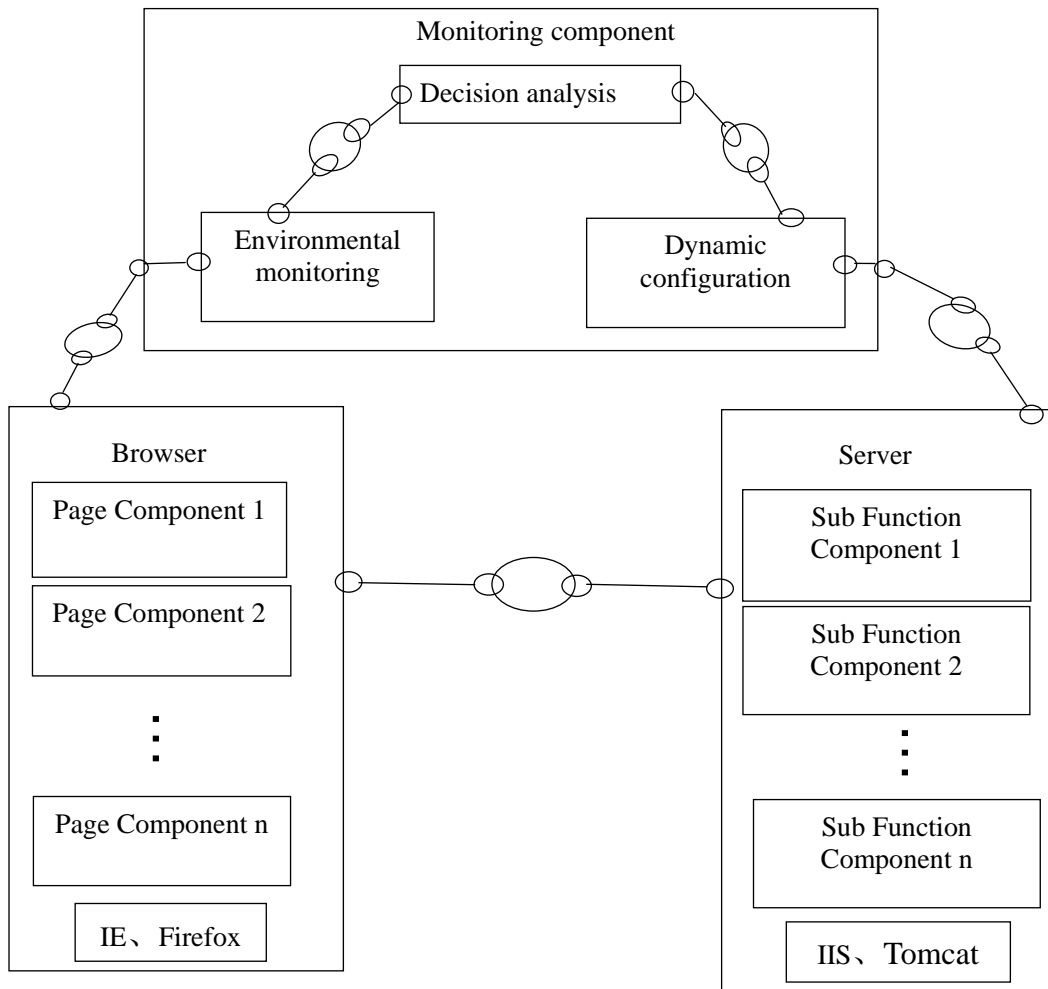 Monitoring component
Decision analysis
Environmental
monitoring
Dynamic
configuration
Browser
Page Component 1
Page Component 2
Page Component n
IE、Firefox
Server
Sub Function
Component 1
Sub Function
Component 2
Sub Function
Component n
IIS、Tomcat